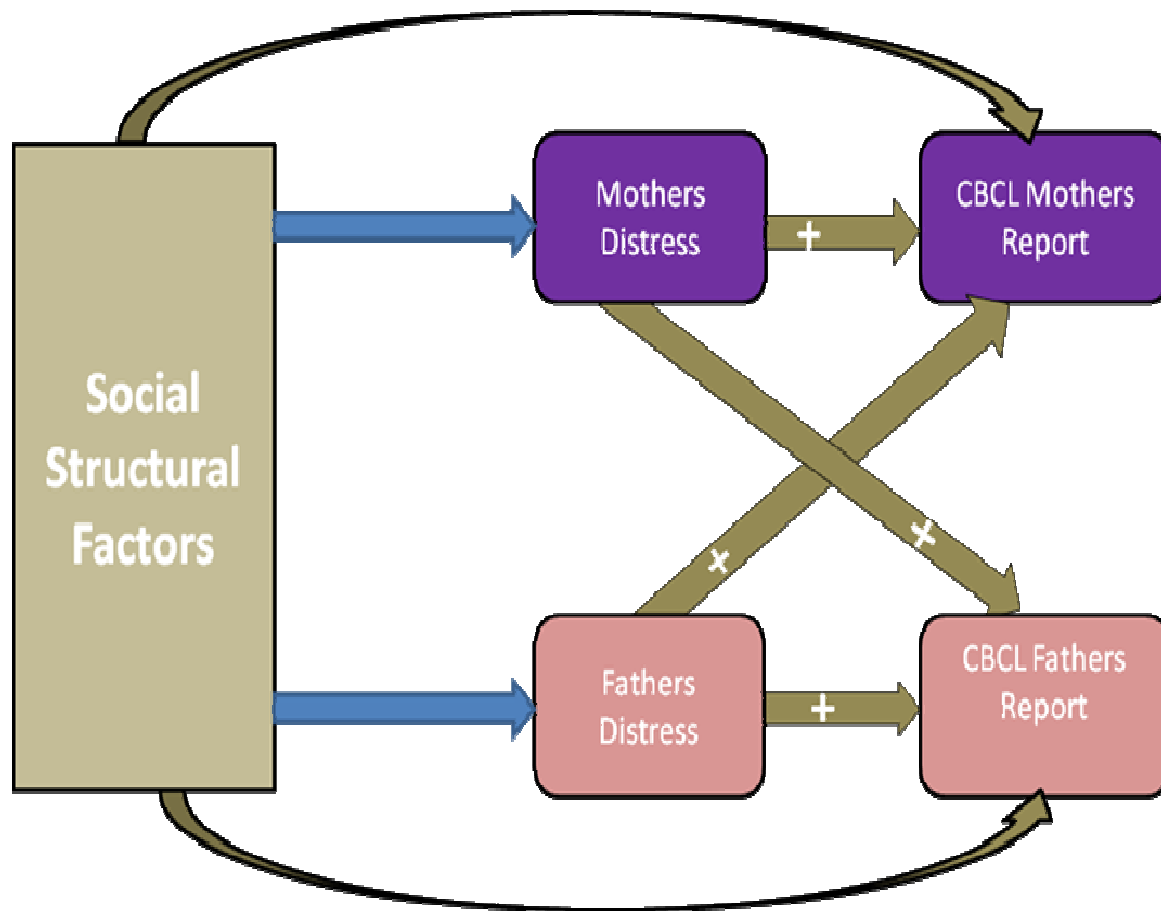 Social
Structural
Factors
Mothers
Distress
+
CBCL Mothers
Report
+
+
Fathers
Distress
+
CBCL Fathers
Report